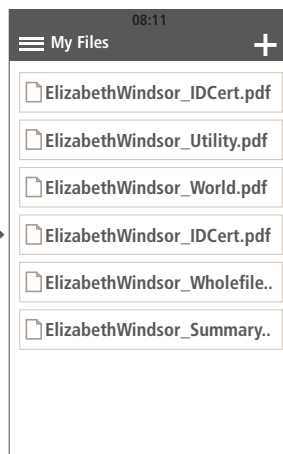 08:11
My Files
ElizabethWindsor_IDCert.pdf
ElizabethWindsor_Utility.pdf
ElizabethWindsor_World.pdf
ElizabethWindsor_IDCert.pdf
ElizabethWindsor_Wholefile..
ElizabethWindsor_Summary..